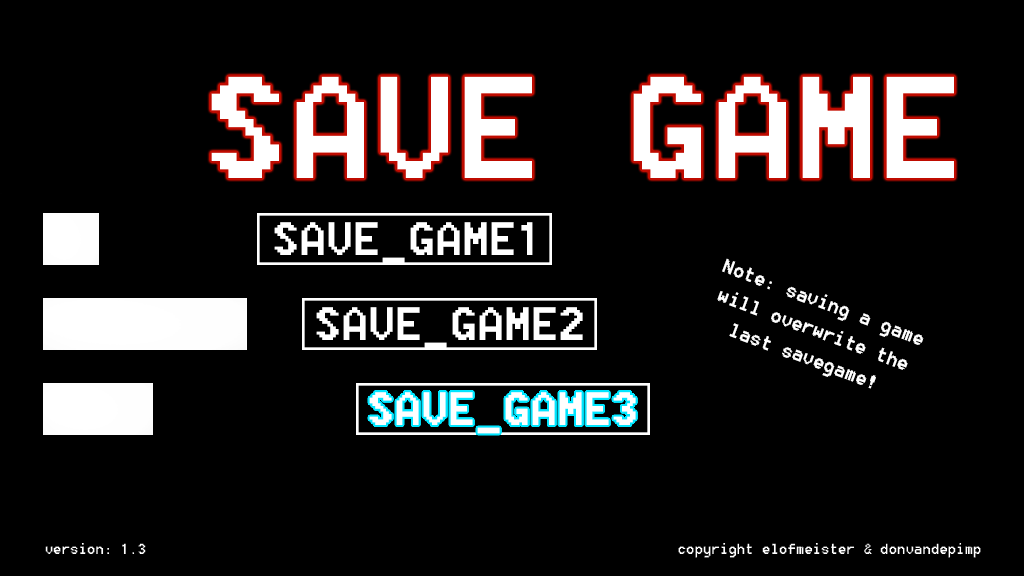 SAVE GAME
SAVE_GAME1
SAVE_GAME2
SAVE_GAME3
Note: saving a game
will overwrite the
last savegame!
version: 1.3
copyright elofmeister & donvandepimp